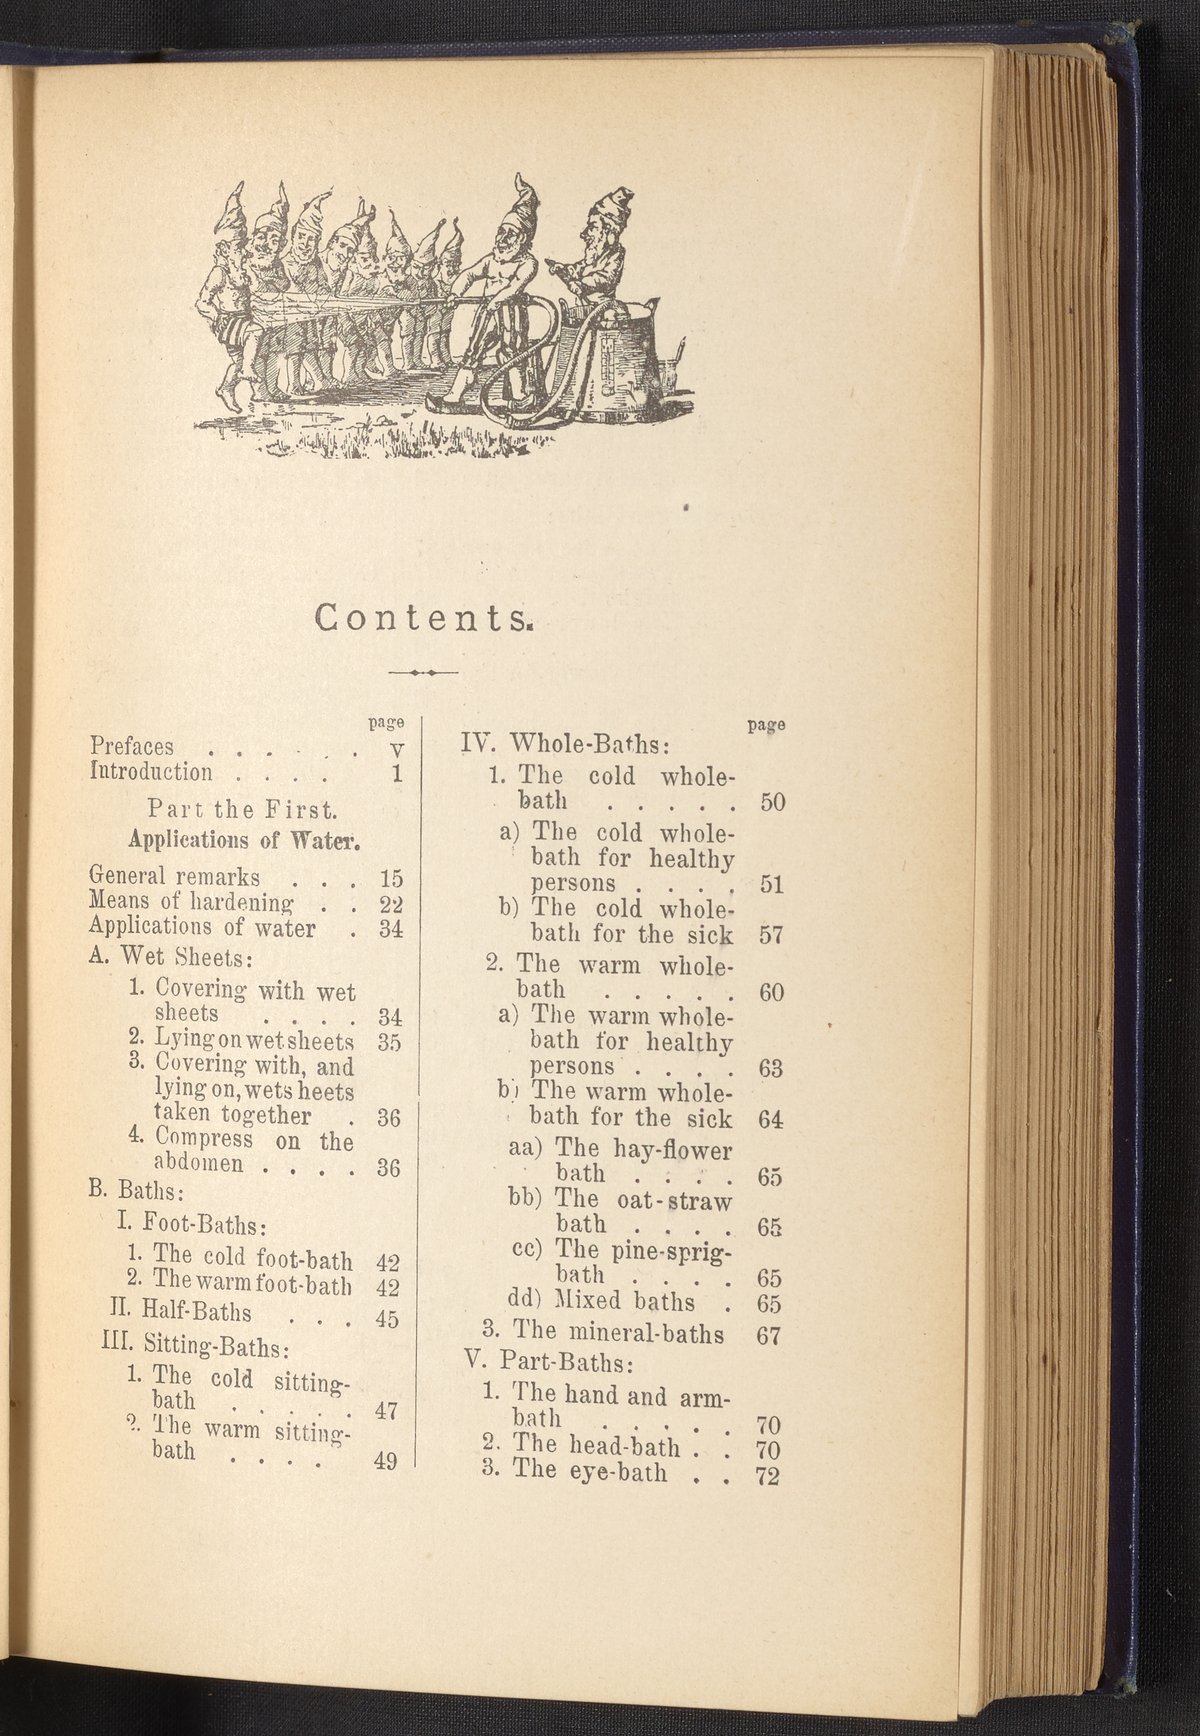 Contents.
page
Prefaces . . . . . . V
Introduction . . . . 1
Part the First.
Applications of Water.
General remarks . . . 15
Means of hardening . . 22
Applications of water . 34
A. Wet Sheets:
1. Covering with wet
sheets . . . . 34
2. Lying on wet sheets 35
3. Covering with, and
lying on, wets heets
taken together . 36
4. Compress on the
abdomen . . . . 36
B. Baths:
I. Foot-Baths:
1. The cold foot-bath 42
2. The warm foot-bath 42
II. Half-Baths . . . 45
III. Sitting-Baths:
1. The cold sitting-
bath . . . . . 47
2. The warm sitting-
bath . . . . 49
page
IV. Whole-Baths:
1. The cold whole-
bath . . . . . 50
a) The cold whole-
bath for healthy
persons . . . . 51
b) The cold whole-
bath for the sick 57
2. The warm whole-
bath . . . . . 60
a) The warm whole-
bath for healthy
persons . . . . 63
b) The warm whole-
bath for the sick 64
aa) The hay-flower
bath . . . . 65
bb) The oat-straw
bath . . . . 65
cc) The pine-sprig-
bath . . . . 65
dd) Mixed baths . 65
3. The mineral-baths 67
V. Part-Baths:
1. The hand and arm-
bath . . . . . 70
2. The head-bath . . 70
3. The eye-bath . . 72